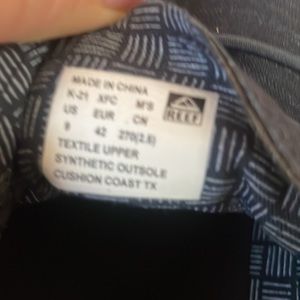 MADE IN CHINA
K-21 XFC M'S
US EUR CN
9 42 270(2.5)
TEXTILE UPPER
SYNTHETIC OUTSOLE
CUSHION COAST TX
REEF